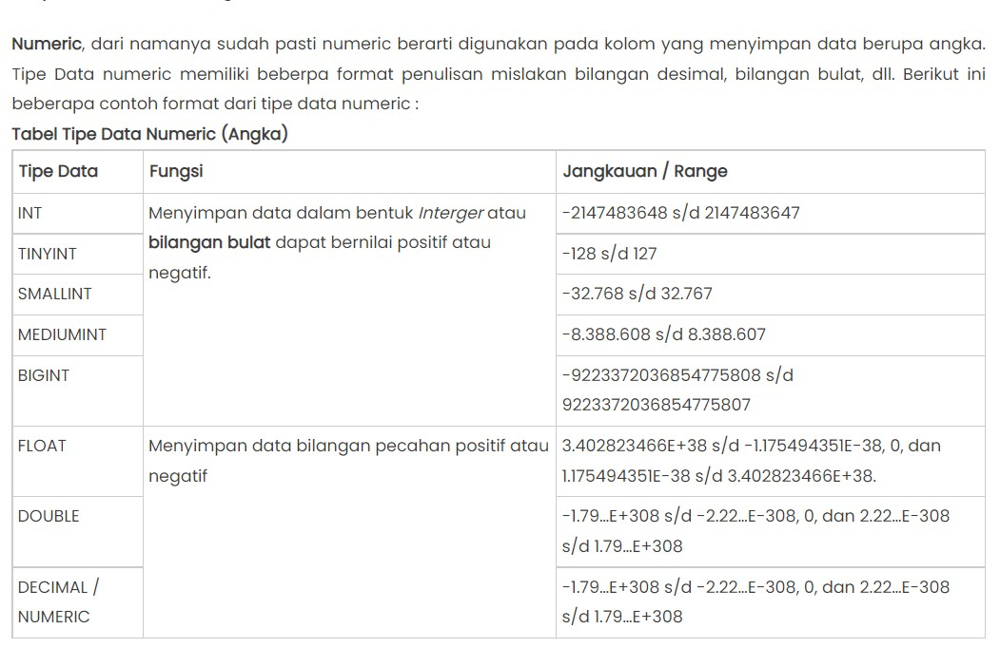 Numeric, dari namanya sudah pasti numeric berarti digunakan pada kolom yang menyimpan data berupa angka.
Tipe Data numeric memiliki beberpa format penulisan mislakan bilangan desimal, bilangan bulat, dll. Berikut ini
beberapa contoh format dari tipe data numeric :
Tabel Tipe Data Numeric (Angka)
Tipe Data Fungsi Jangkauan / Range
INT Menyimpan data dalam bentuk Interger atau -2147483648 s/d 2147483647
bilangan bulat dapat bernilai positif atau
TINYINT -128 s/d 127
negatif.
SMALLINT -32.768 s/d 32.767
MEDIUMINT -8.388.608 s/d 8.388.607
BIGINT -9223372036854775808 s/d
9223372036854775807
FLOAT Menyimpan data bilangan pecahan positif atau 3.402823466E+38 s/d -1.175494351E-38, 0, dan
negatif 1.175494351E-38 s/d 3.402823466E+38.
DOUBLE -1.79...E+308 s/d -2.22...E-308, 0, dan 2.22...E-308
s/d 1.79...E+308
DECIMAL / -1.79...E+308 s/d -2.22...E-308, 0, dan 2.22...E-308
NUMERIC s/d 1.79...E+308